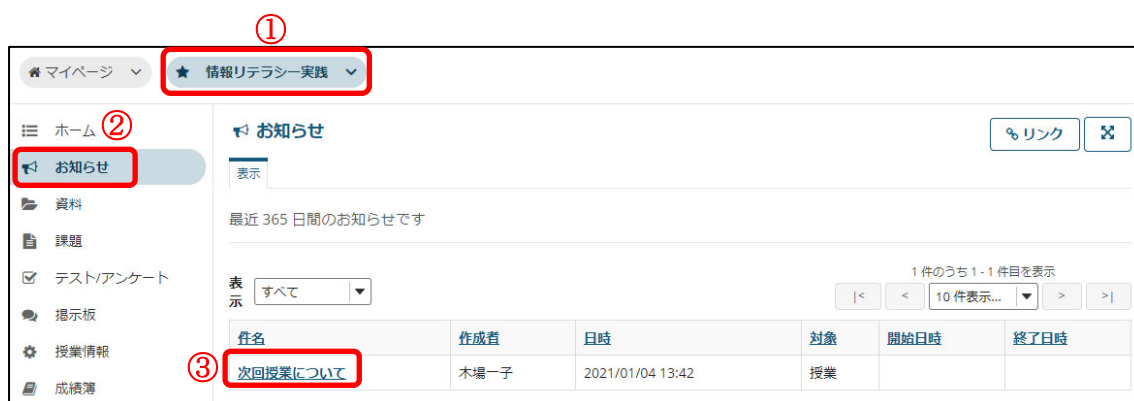 ①
マイページ
★ 情報リテラシー実践
ホーム
②
お知らせ
資料
課題
テスト/アンケート
掲示板
授業情報
成績簿
お知らせ
リンク
表示
最近 365 日間のお知らせです
表示 すべて
1 件のうち 1 - 1 件目を表示
|< < 10 件表示... > >|
件名 作成者 日時 対象 開始日時 終了日時
③ 次回授業について 木場一子 2021/01/04 13:42 授業